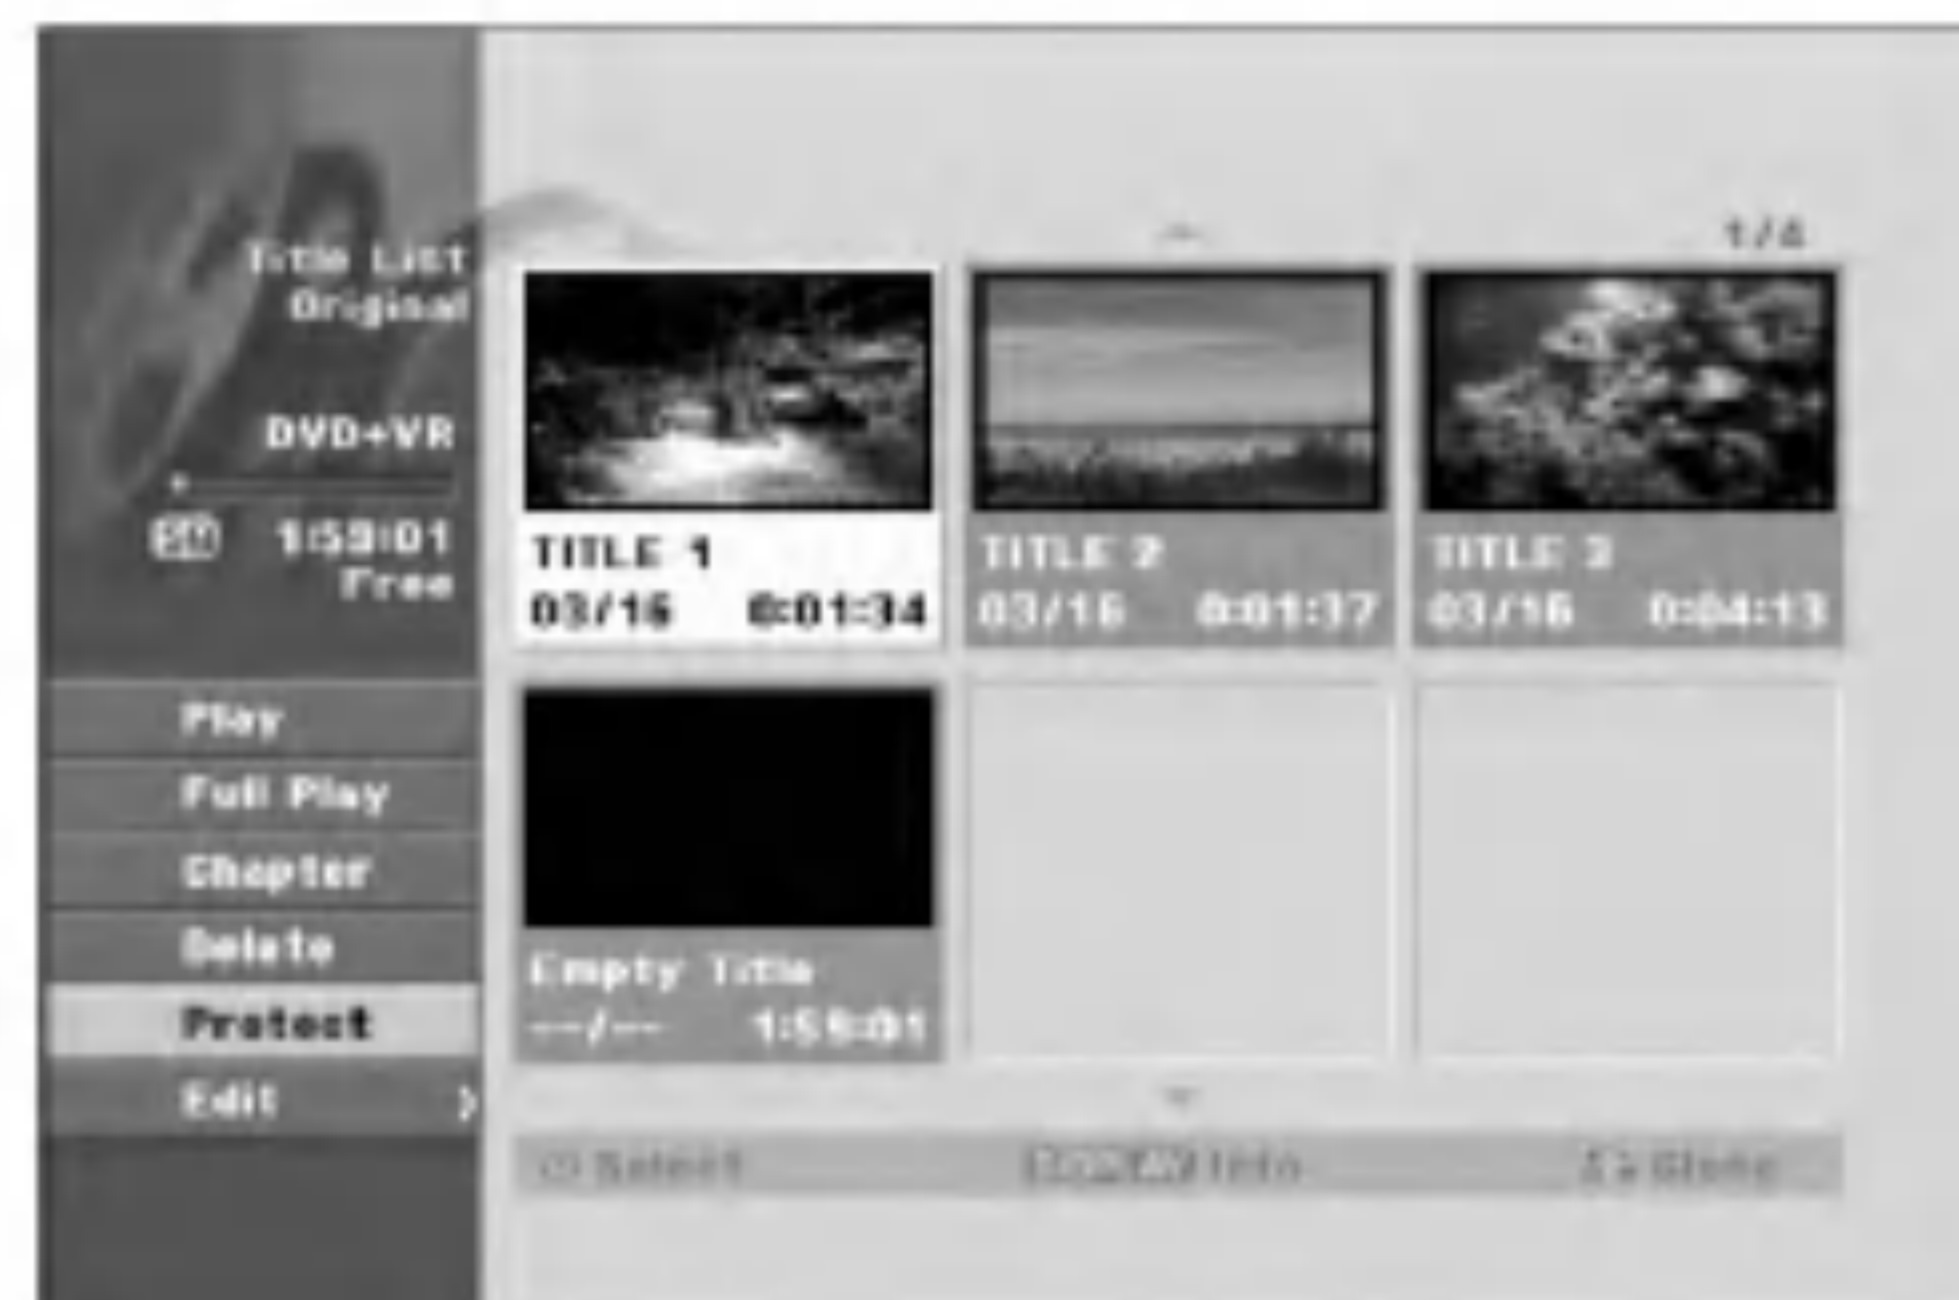 Title List
Original
DVD+VR
1:59:01
Free
Play
Full Play
Chapter
Delete
Protect
Edit
1/4
TITLE 1
03/16 0:01:34
TITLE 2
03/16 0:01:37
TITLE 3
03/16 0:04:13
Empty Title
--/-- 1:59:01
Select
Info
Close